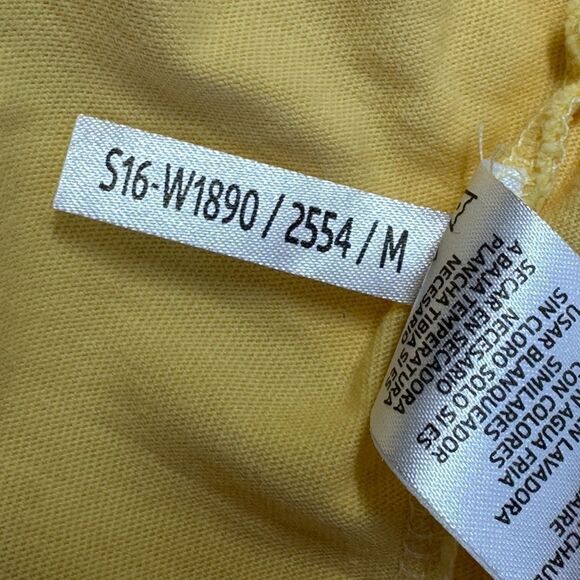 S16-W1890 / 2554 / M
LAVADORA
CON AGUA FRIA
CON COLORES
SIMILARES
USAR BLANQUEADOR
SIN CLORO SOLO SI ES
NECESARIO
SECAR EN SECADORA
A BAJA TEMPERATURA
PLANCHA TIBIA SI ES
NECESARIO